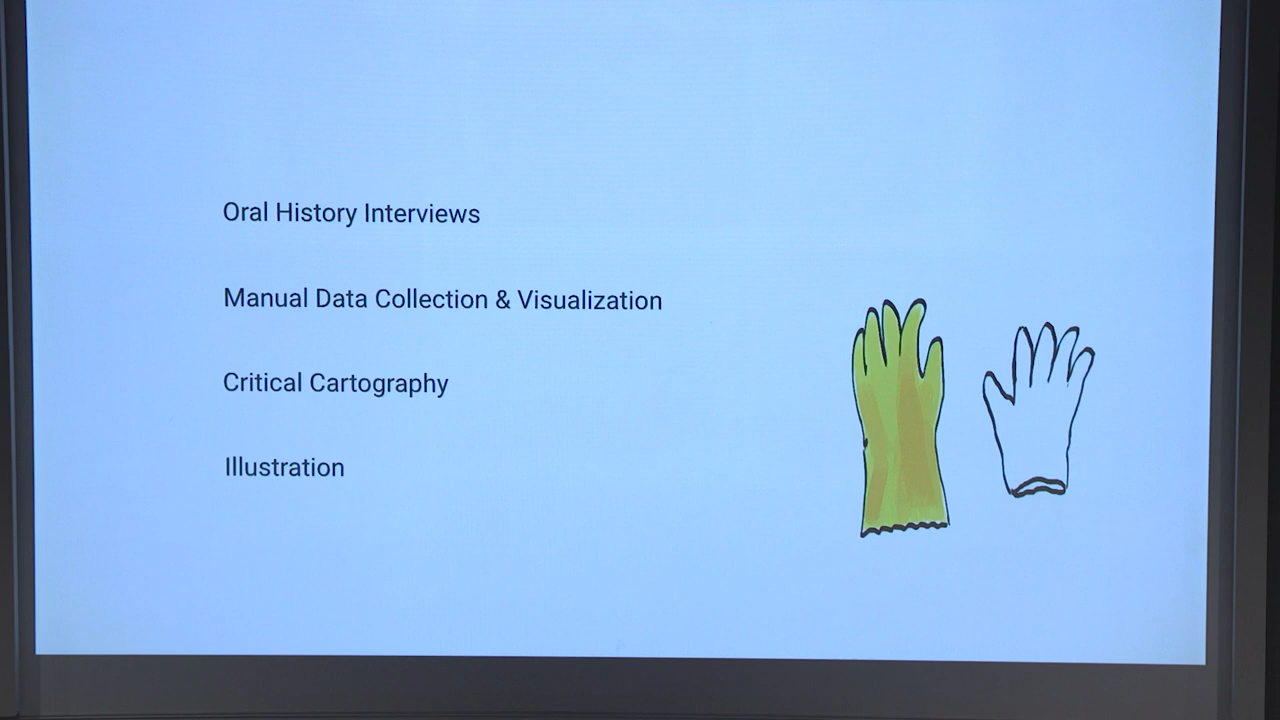 Oral History Interviews
Manual Data Collection & Visualization
Critical Cartography
Illustration